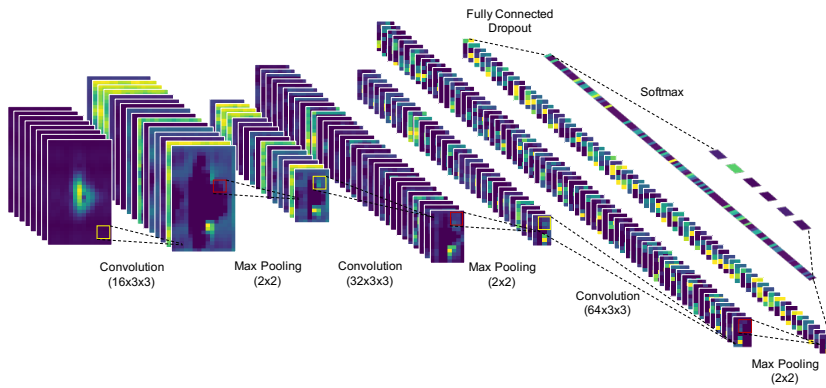 Fully Connected
Dropout
Softmax
Convolution
(16x3x3)
Max Pooling
(2x2)
Convolution
(32x3x3)
Max Pooling
(2x2)
Convolution
(64x3x3)
Max Pooling
(2x2)